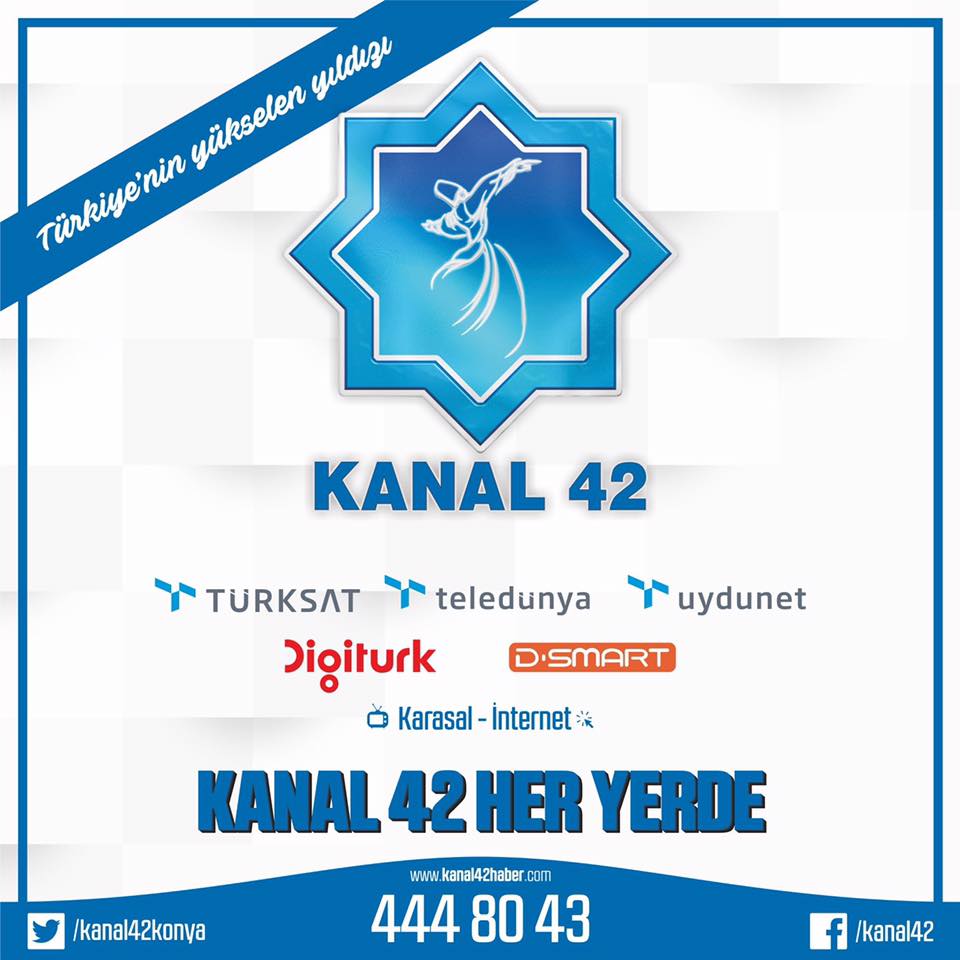 Türkiye'nin yükselen yıldızı
KANAL 42
TÜRKSAT teledünya uydunet
Digiturk D-SMART
Karasal - İnternet
KANAL 42 HER YERDE
www.kanal42haber.com
/kanal42konya 444 80 43 /kanal42